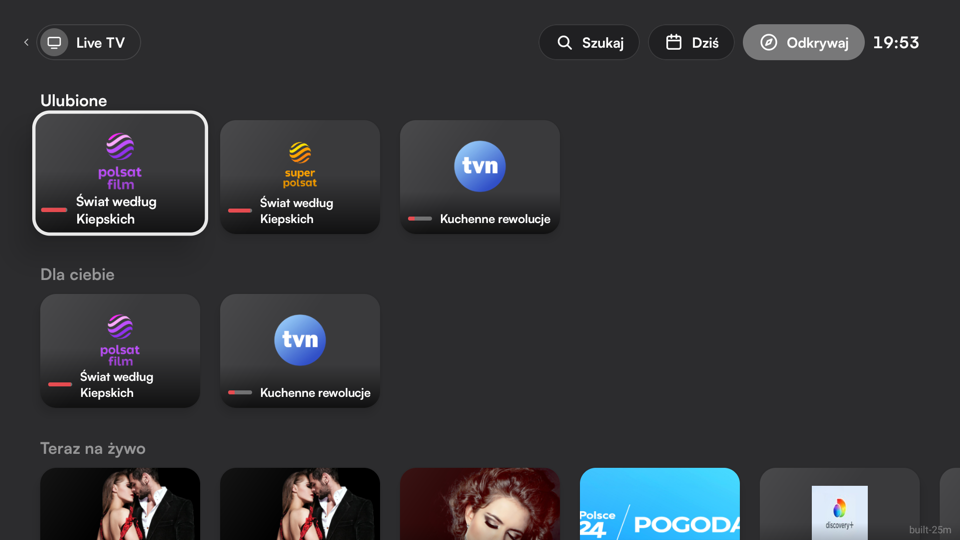 Live TV
Szukaj
Dziś
Odkrywaj
19:53
Ulubione
polsat
film
Świat według
Kiepskich
super
polsat
Świat według
Kiepskich
tvn
Kuchenne rewolucje
Dla ciebie
polsat
film
Świat według
Kiepskich
tvn
Kuchenne rewolucje
Teraz na żywo
Polsce
24
POGODA
discovery+
built-25m